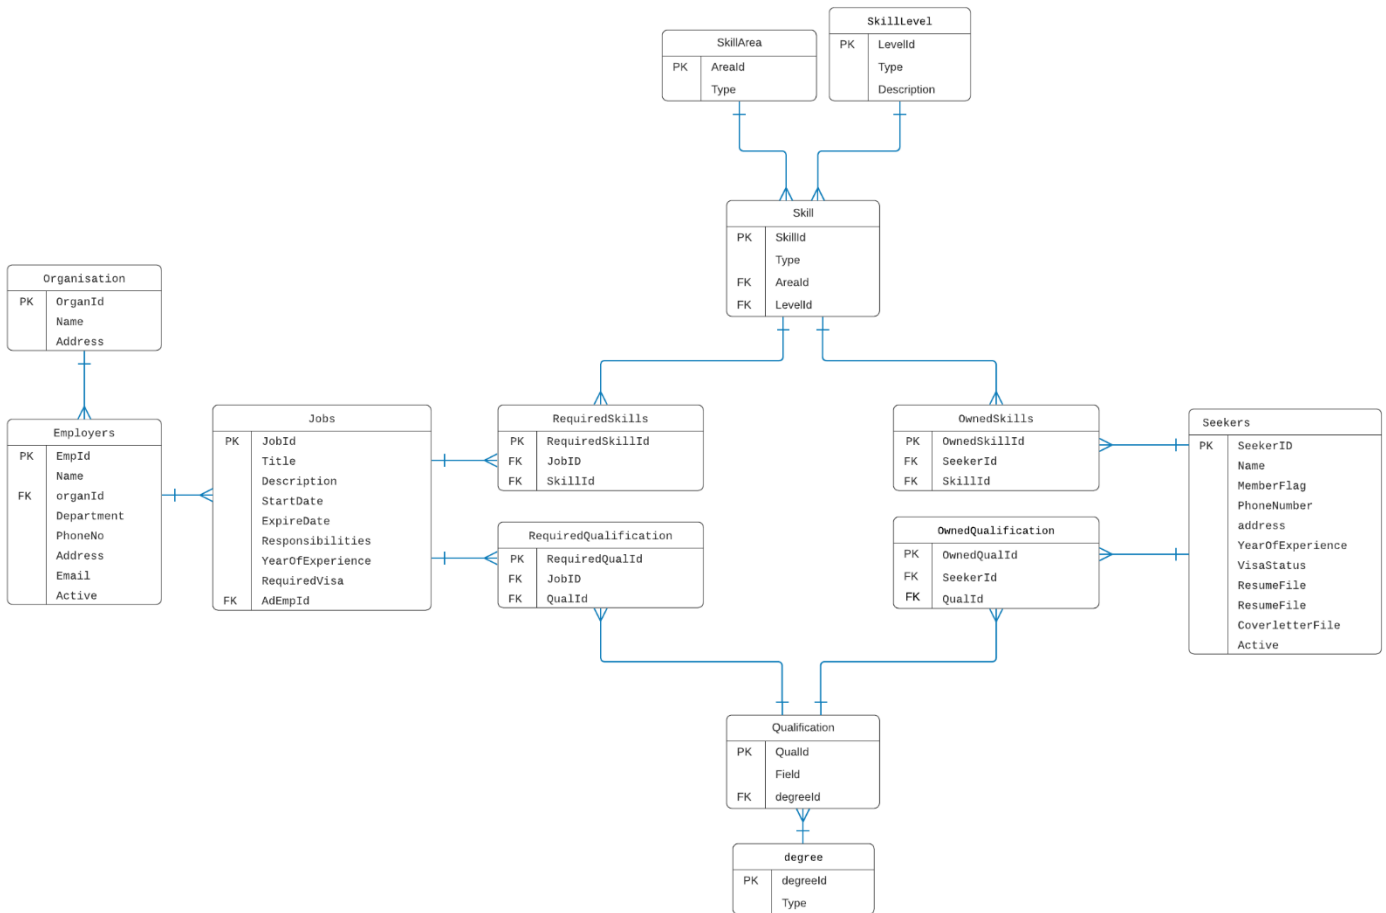 SkillLevel
PK LevelId
Type
Description
SkillArea
PK AreaId
Type
Skill
PK SkillId
Type
FK AreaId
FK LevelId
Organisation
PK OrganId
Name
Address
Employers
PK EmpId
Name
FK organId
Department
PhoneNo
Address
Email
Active
Jobs
PK JobId
Title
Description
StartDate
ExpireDate
Responsibilities
YearOfExperience
RequiredVisa
FK AdEmpId
RequiredSkills
PK RequiredSkillId
FK JobID
FK SkillId
RequiredQualification
PK RequiredQualId
FK JobID
FK QualId
OwnedSkills
PK OwnedSkillId
FK SeekerId
FK SkillId
OwnedQualification
PK OwnedQualId
FK SeekerId
FK QualId
Seekers
PK SeekerID
Name
MemberFlag
PhoneNumber
address
YearOfExperience
VisaStatus
ResumeFile
ResumeFile
CoverletterFile
Active
Qualification
PK QualId
Field
FK degreeId
degree
PK degreeId
Type